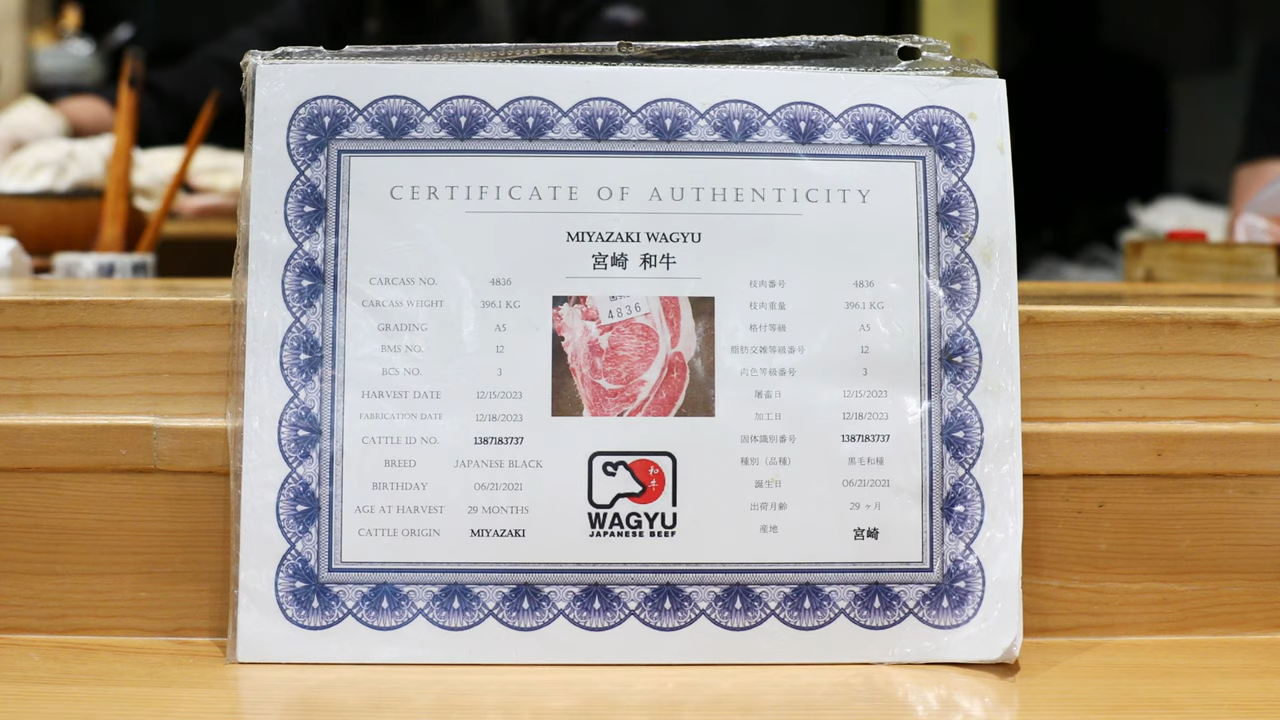 CERTIFICATE OF AUTHENTICITY
MIYAZAKI WAGYU
宮崎 和牛
CARCASS NO. 4836
CARCASS WEIGHT 396.1 KG
GRADING A5
BMS NO. 12
BCS NO. 3
HARVEST DATE 12/15/2023
FABRICATION DATE 12/18/2023
CATTLE ID NO. 1387183737
BREED JAPANESE BLACK
BIRTHDAY 06/21/2021
AGE AT HARVEST 29 MONTHS
CATTLE ORIGIN MIYAZAKI
4836
和牛
WAGYU
JAPANESE BEEF
枝肉番号 4836
枝肉重量 396.1 KG
格付等級 A5
脂肪交雑等級番号 12
肉色等級番号 3
屠畜日 12/15/2023
加工日 12/18/2023
固体識別番号 1387183737
種別（品種） 黒毛和種
誕生日 06/21/2021
出荷月齢 29 ヶ月
産地 宮崎